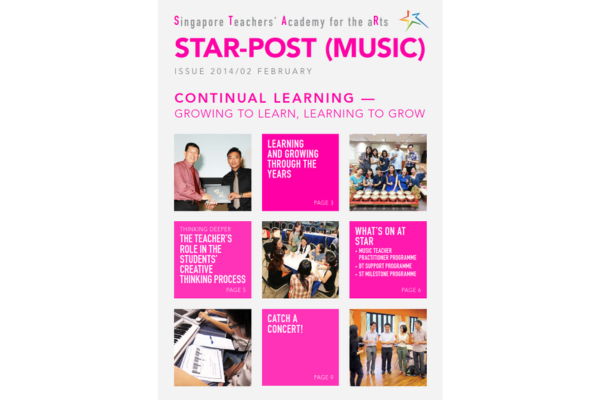 Singapore Teachers' Academy for the aRts
STAR-POST (MUSIC)
ISSUE 2014/02 FEBRUARY
CONTINUAL LEARNING —
GROWING TO LEARN, LEARNING TO GROW
LEARNING
AND GROWING
THROUGH THE
YEARS
PAGE 3
THINKING DEEPER
THE TEACHER'S
ROLE IN THE
STUDENTS'
CREATIVE
THINKING PROCESS
PAGE 5
WHAT'S ON AT
STAR
• MUSIC TEACHER
PRACTITIONER PROGRAMME
• BT SUPPORT PROGRAMME
• ST MILESTONE PROGRAMME
PAGE 6
CATCH A
CONCERT!
PAGE 9